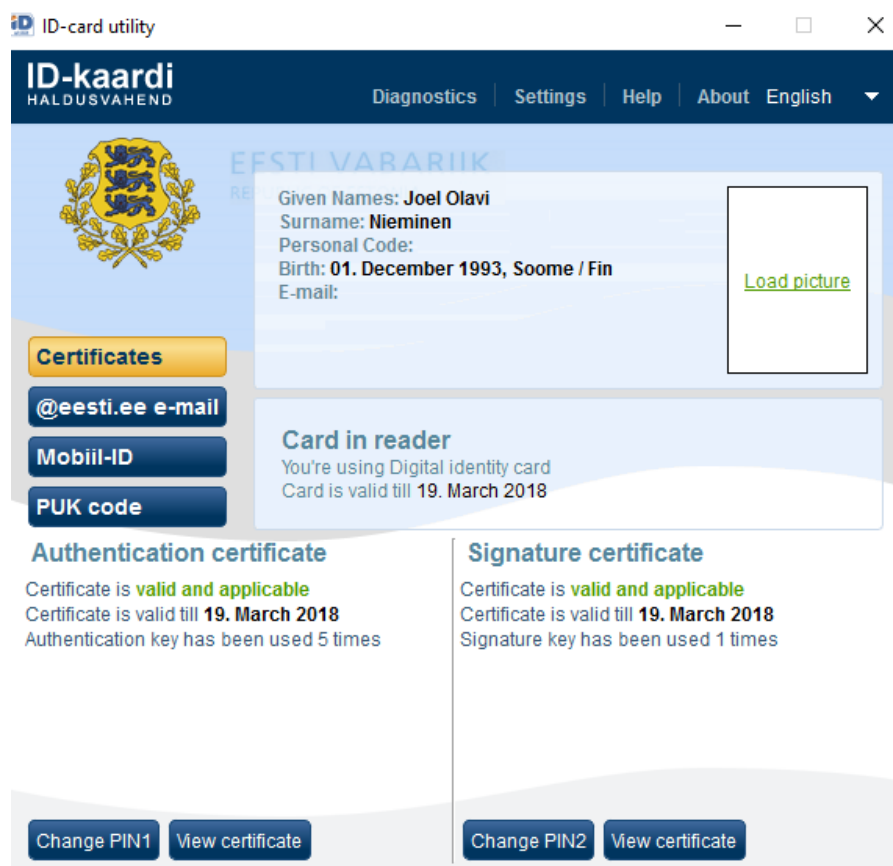 ID-card utility
ID-kaardi
HALDUSVAHEND
Diagnostics
Settings
Help
About
English
EESTI VABARIIK
Given Names: Joel Olavi
Surname: Nieminen
Personal Code:
Birth: 01. December 1993, Soome / Fin
E-mail:
Load picture
Certificates
@eesti.ee e-mail
Mobiil-ID
PUK code
Card in reader
You're using Digital identity card
Card is valid till 19. March 2018
Authentication certificate
Certificate is valid and applicable
Certificate is valid till 19. March 2018
Authentication key has been used 5 times
Change PIN1
View certificate
Signature certificate
Certificate is valid and applicable
Certificate is valid till 19. March 2018
Signature key has been used 1 times
Change PIN2
View certificate